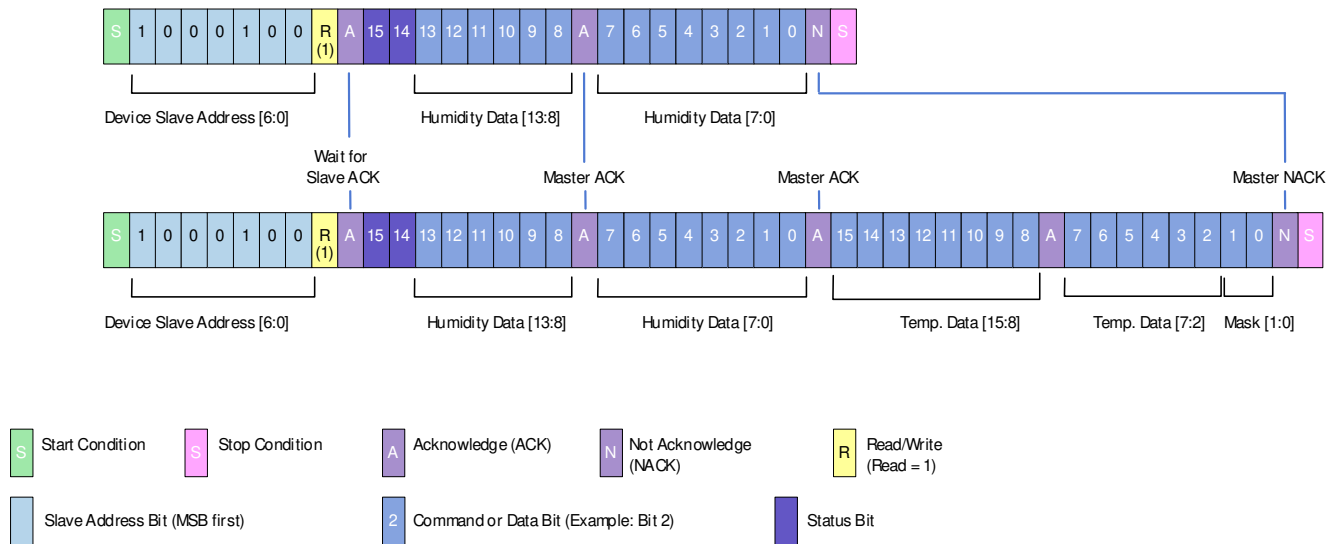 S 1 0 0 0 1 0 0 R (1) A 15 14 13 12 11 10 9 8 A 7 6 5 4 3 2 1 0 N S
Device Slave Address [6:0] Humidity Data [13:8] Humidity Data [7:0]
Wait for
Slave ACK Master ACK Master ACK Master NACK
S 1 0 0 0 1 0 0 R (1) A 15 14 13 12 11 10 9 8 A 7 6 5 4 3 2 1 0 A 15 14 13 12 11 10 9 8 A 7 6 5 4 3 2 1 0 N S
Device Slave Address [6:0] Humidity Data [13:8] Humidity Data [7:0] Temp. Data [15:8] Temp. Data [7:2] Mask [1:0]
S Start Condition
S Stop Condition
A Acknowledge (ACK)
N Not Acknowledge
(NACK)
R Read/Write
(Read = 1)
Slave Address Bit (MSB first)
2 Command or Data Bit (Example: Bit 2)
Status Bit